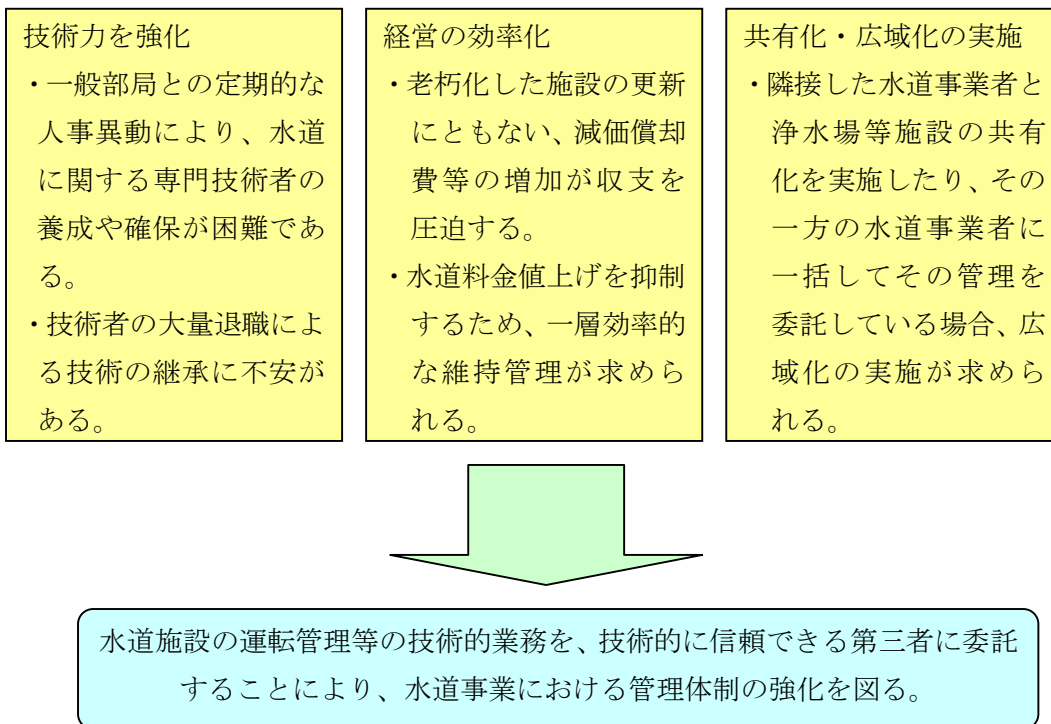 技術力を強化
・一般部局との定期的な
人事異動により、水道
に関する専門技術者の
養成や確保が困難であ
る。
・技術者の大量退職によ
る技術の継承に不安が
ある。
経営の効率化
・老朽化した施設の更新
にともない、減価償却
費等の増加が収支を
圧迫する。
・水道料金値上げを抑制
するため、一層効率的
な維持管理が求めら
れる。
共有化・広域化の実施
・隣接した水道事業者と
浄水場等施設の共有
化を実施したり、その
一方の水道事業者に
一括してその管理を
委託している場合、広
域化の実施が求めら
れる。
水道施設の運転管理等の技術的業務を、技術的に信頼できる第三者に委託
することにより、水道事業における管理体制の強化を図る。